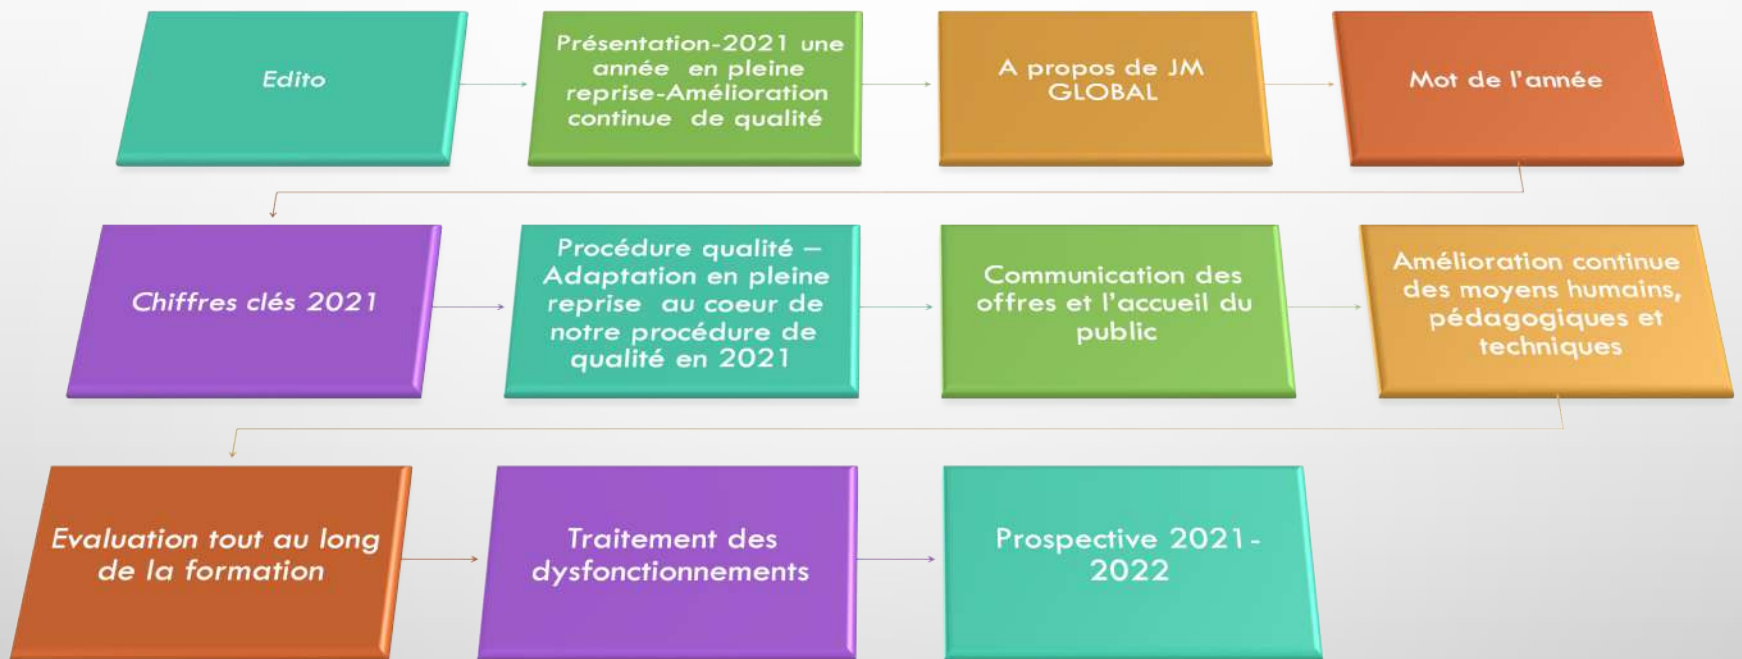 Edito
Présentation-2021 une
année en pleine
reprise-Amélioration
continue de qualité
A propos de JM
GLOBAL
Mot de l'année
Chiffres clés 2021
Procédure qualité –
Adaptation en pleine
reprise au coeur de
notre procédure de
qualité en 2021
Communication des
offres et l'accueil du
public
Amélioration continue
des moyens humains,
pédagogiques et
techniques
Evaluation tout au long
de la formation
Traitement des
dysfonctionnements
Prospective 2021-
2022